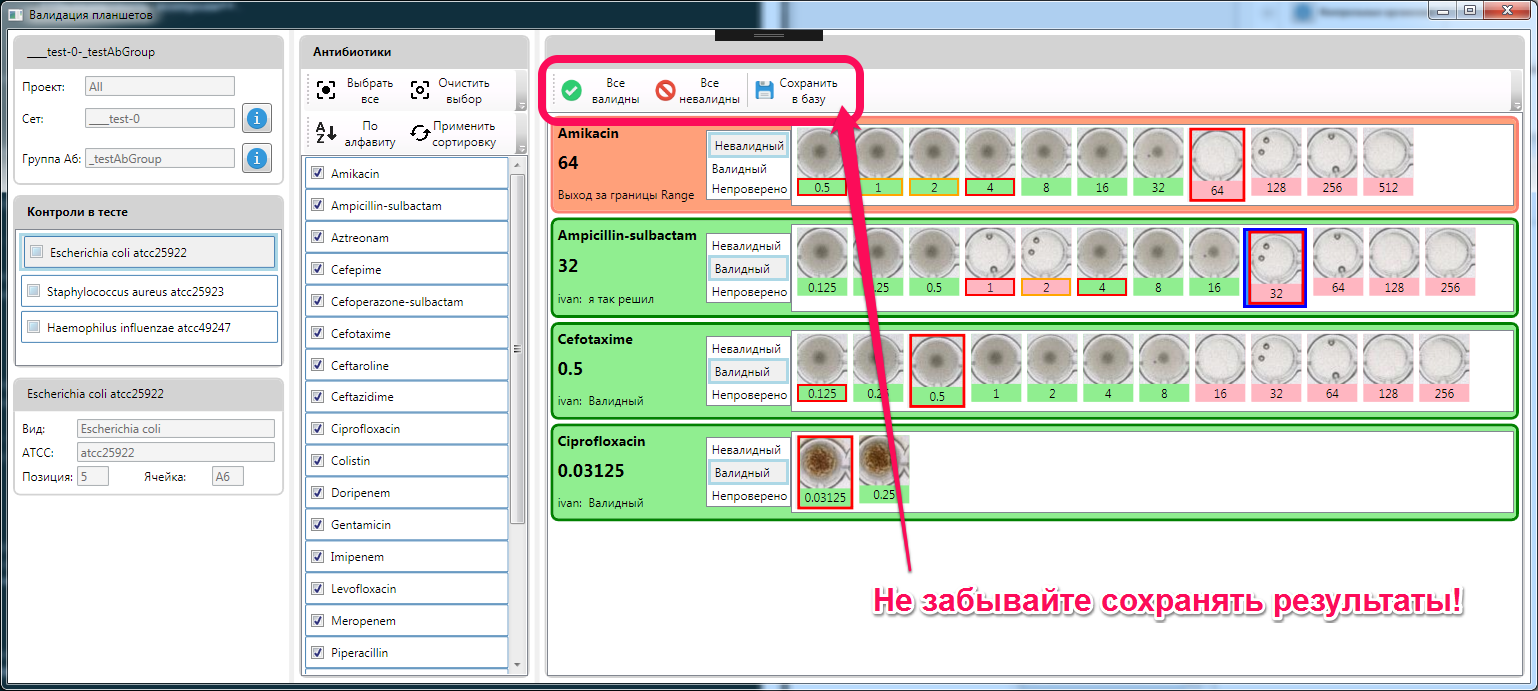 Валидация планшетов
___test-0-_testAbGroup
Проект: All
Сет: ___test-0
Группа Аб: _testAbGroup
Контроли в тесте
Escherichia coli atcc25922
Staphylococcus aureus atcc25923
Haemophilus influenzae atcc49247
Escherichia coli atcc25922
Вид: Escherichia coli
АТСС: atcc25922
Позиция: 5 Ячейка: A6
Антибиотики
Выбрать все
Очистить выбор
По алфавиту
Применить сортировку
Amikacin
Ampicillin-sulbactam
Aztreonam
Cefepime
Cefoperazone-sulbactam
Cefotaxime
Ceftaroline
Ceftazidime
Ciprofloxacin
Colistin
Doripenem
Gentamicin
Imipenem
Levofloxacin
Meropenem
Piperacillin
Все валидны
Все невалидны
Сохранить в базу
Amikacin
64
Выход за границы Range
Невалидный
Валидный
Непроверено
0.5 1 2 4 8 16 32 64 128 256 512
Ampicillin-sulbactam
32
ivan: я так решил
Невалидный
Валидный
Непроверено
0.125 .25 0.5 1 2 4 8 16 32 64 128 256
Cefotaxime
0.5
ivan: Валидный
Невалидный
Валидный
Непроверено
0.125 0.25 0.5 1 2 4 8 16 32 64 128 256
Ciprofloxacin
0.03125
ivan: Валидный
Невалидный
Валидный
Непроверено
0.03125 0.25
Не забывайте сохранять результаты!